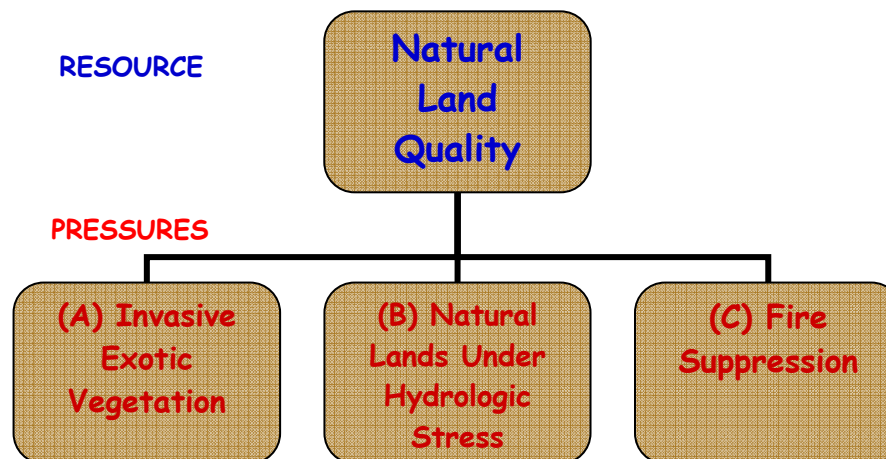 RESOURCE
Natural
Land
Quality
PRESSURES
(A) Invasive
Exotic
Vegetation
(B) Natural
Lands Under
Hydrologic
Stress
(C) Fire
Suppression